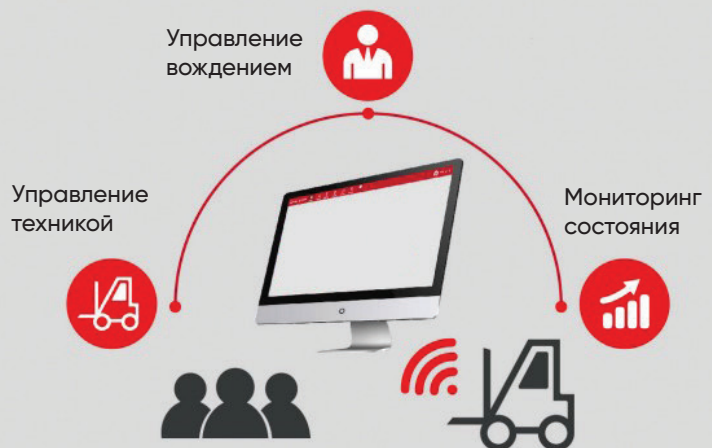 Управление
вождением
Управление
техникой
Мониторинг
состояния